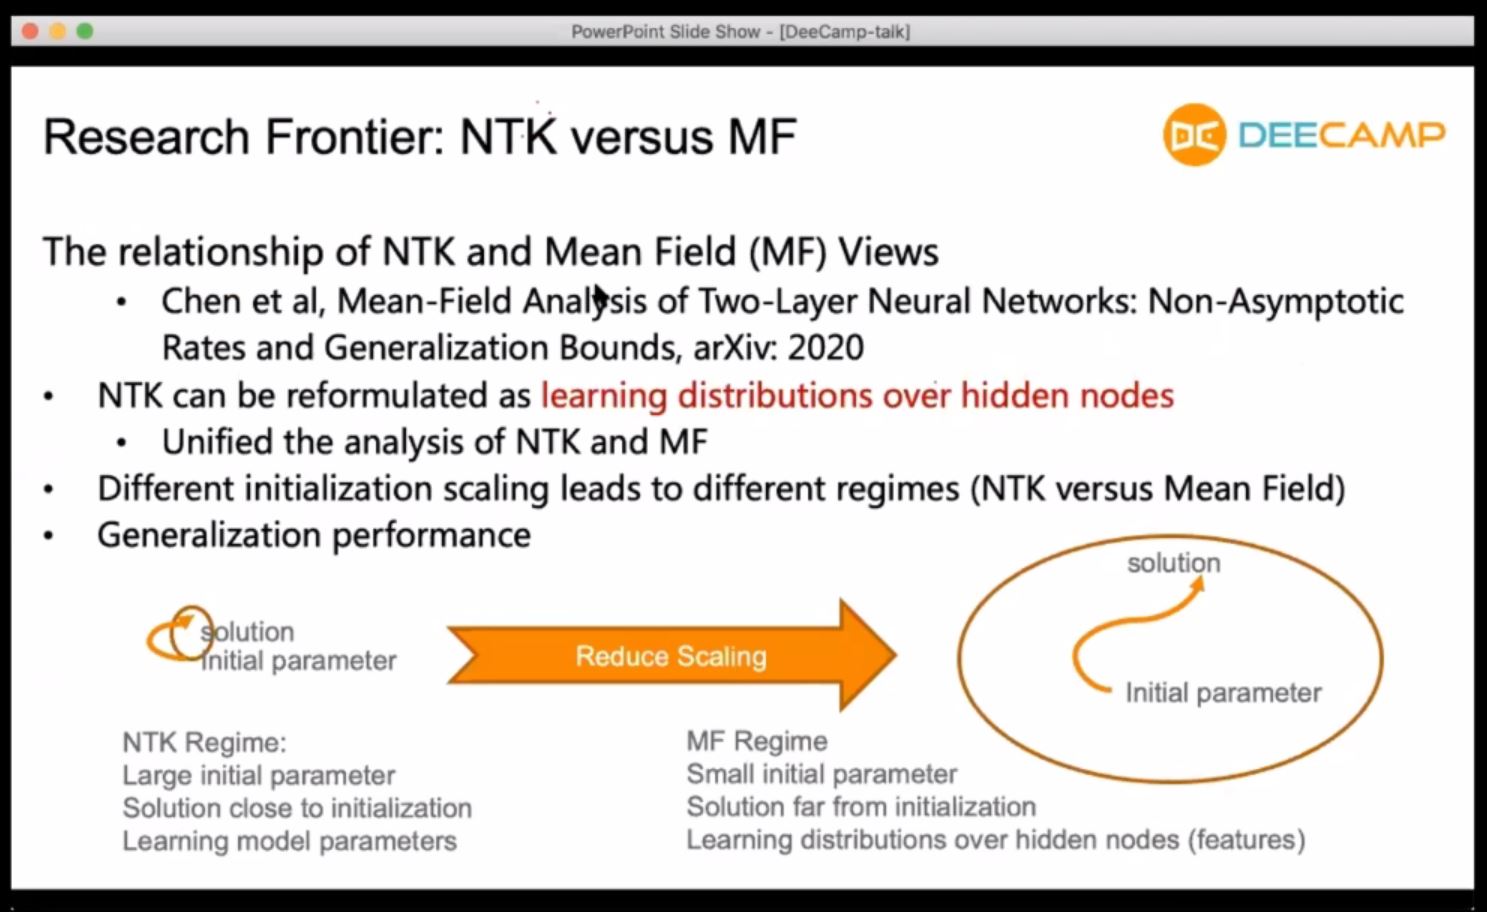 PowerPoint Slide Show - [DeeCamp-talk]
Research Frontier: NTK versus MF
DEECAMP
The relationship of NTK and Mean Field (MF) Views
• Chen et al, Mean-Field Analysis of Two-Layer Neural Networks: Non-Asymptotic
Rates and Generalization Bounds, arXiv: 2020
• NTK can be reformulated as learning distributions over hidden nodes
• Unified the analysis of NTK and MF
• Different initialization scaling leads to different regimes (NTK versus Mean Field)
• Generalization performance
solution
Initial parameter
Reduce Scaling
solution
Initial parameter
NTK Regime:
Large initial parameter
Solution close to initialization
Learning model parameters
MF Regime
Small initial parameter
Solution far from initialization
Learning distributions over hidden nodes (features)